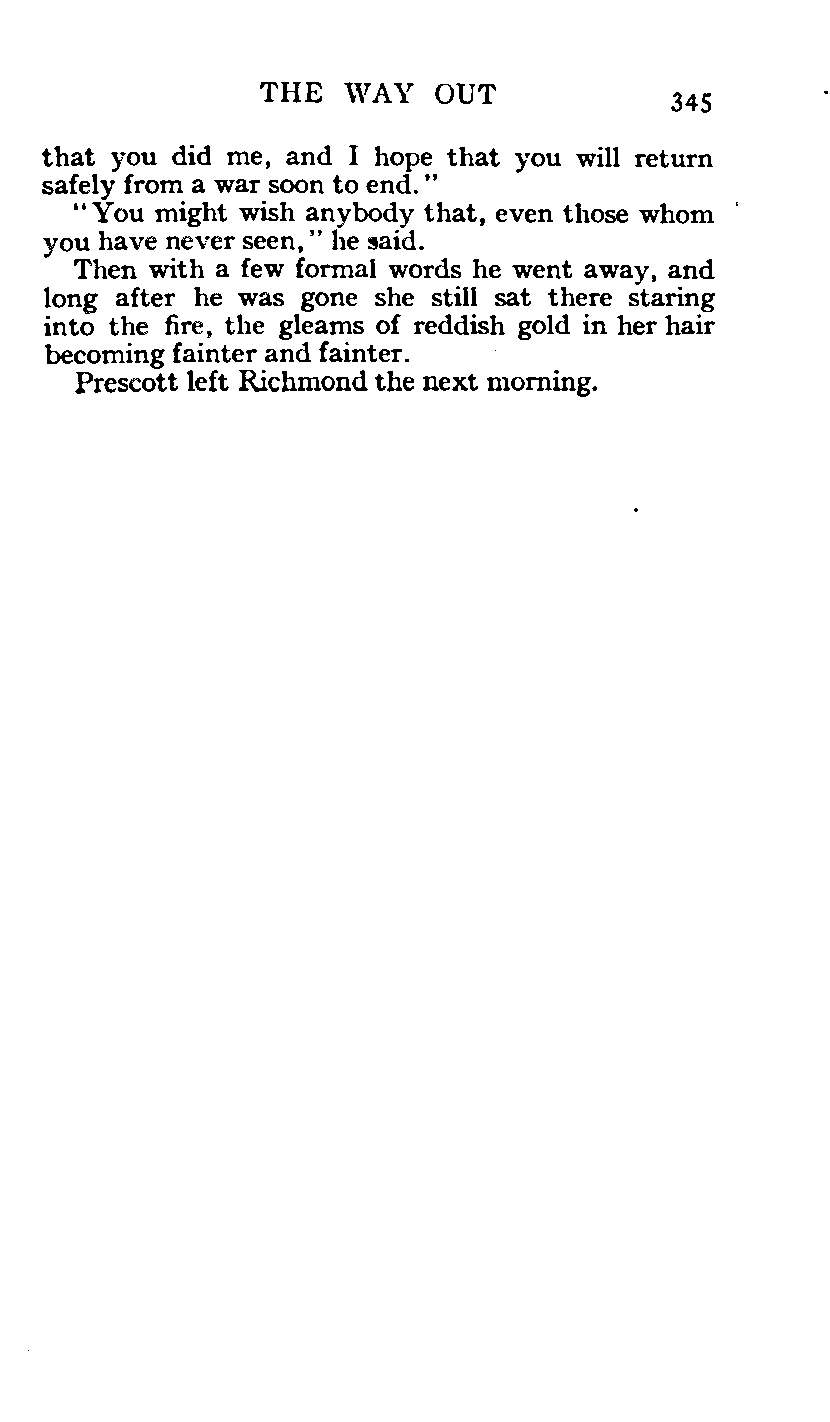 THE WAY OUT 345
that you did me, and I hope that you will return
safely from a war soon to end."
"You might wish anybody that, even those whom
you have never seen," he said.
Then with a few formal words he went away, and
long after he was gone she still sat there staring
into the fire, the gleams of reddish gold in her hair
becoming fainter and fainter.
Prescott left Richmond the next morning.